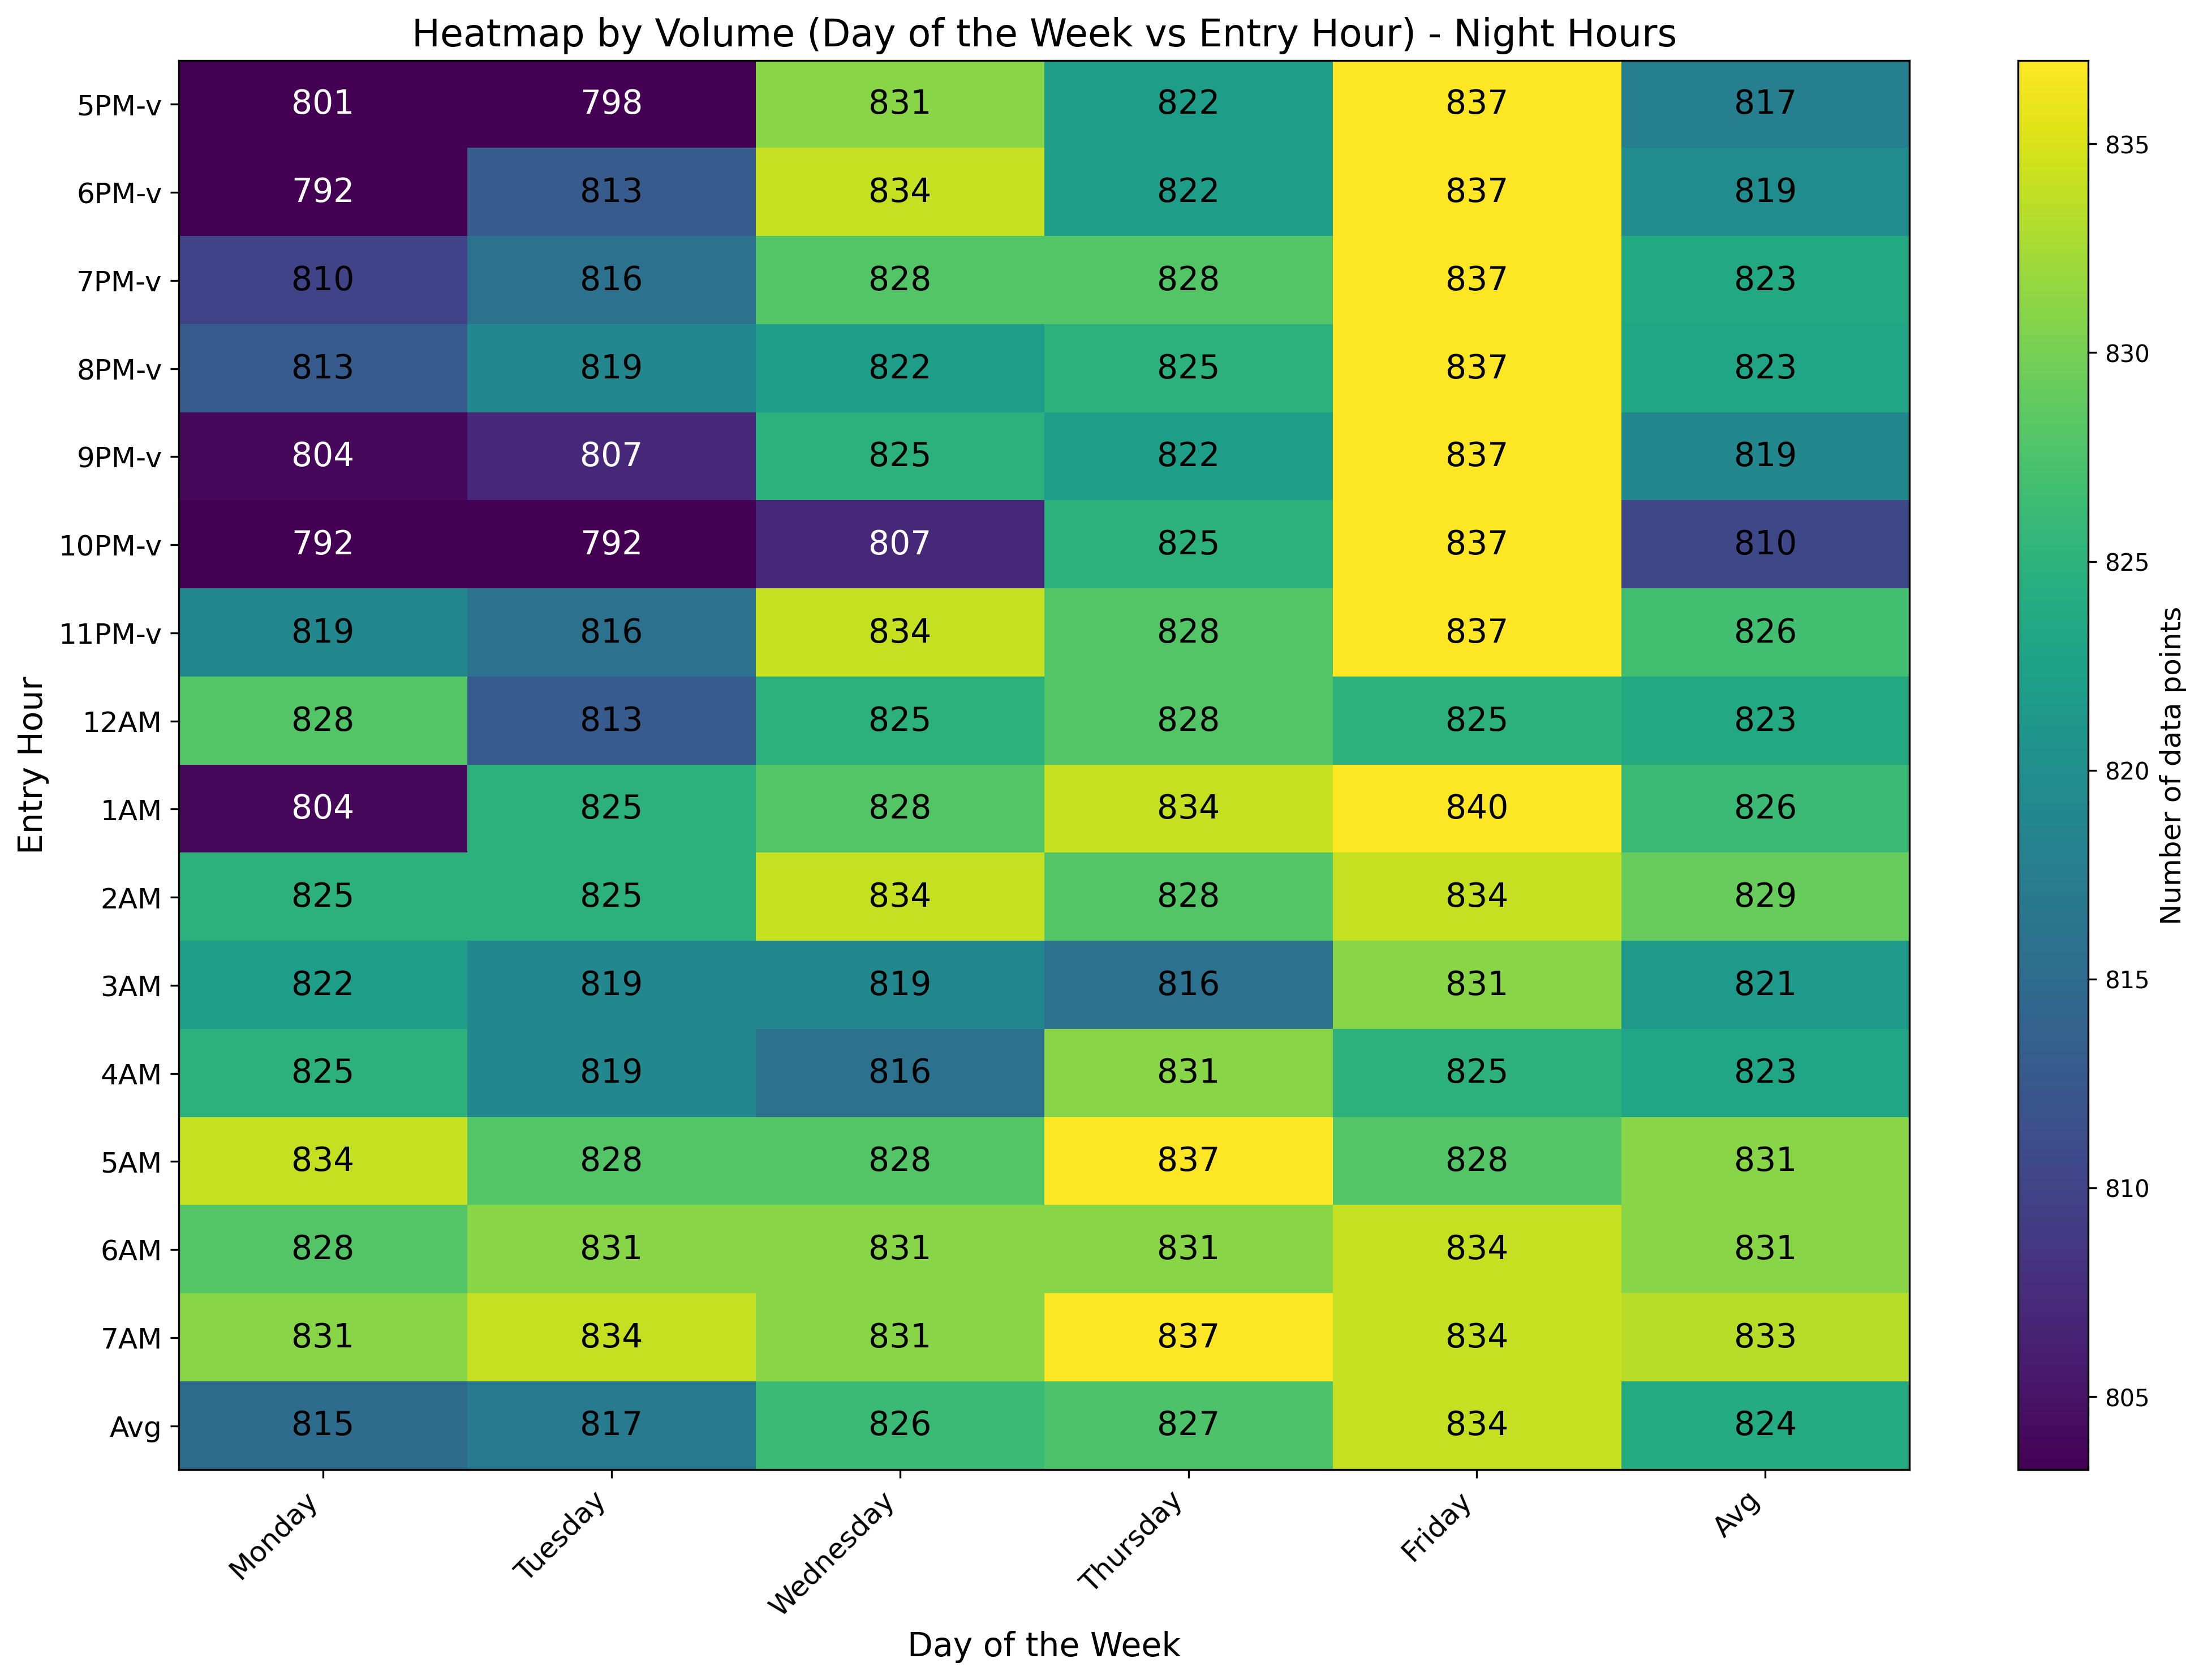 Heatmap by Volume (Day of the Week vs Entry Hour) - Night Hours
5PM-v 801 798 831 822 837 817
6PM-v 792 813 834 822 837 819
7PM-v 810 816 828 828 837 823
8PM-v 813 819 822 825 837 823
9PM-v 804 807 825 822 837 819
10PM-v 792 792 807 825 837 810
11PM-v 819 816 834 828 837 826
12AM 828 813 825 828 825 823
1AM 804 825 828 834 840 826
2AM 825 825 834 828 834 829
3AM 822 819 819 816 831 821
4AM 825 819 816 831 825 823
5AM 834 828 828 837 828 831
6AM 828 831 831 831 834 831
7AM 831 834 831 837 834 833
Avg 815 817 826 827 834 824
Monday Tuesday Wednesday Thursday Friday Avg
Day of the Week
Entry Hour
835
830
825
820
815
810
805
Number of data points